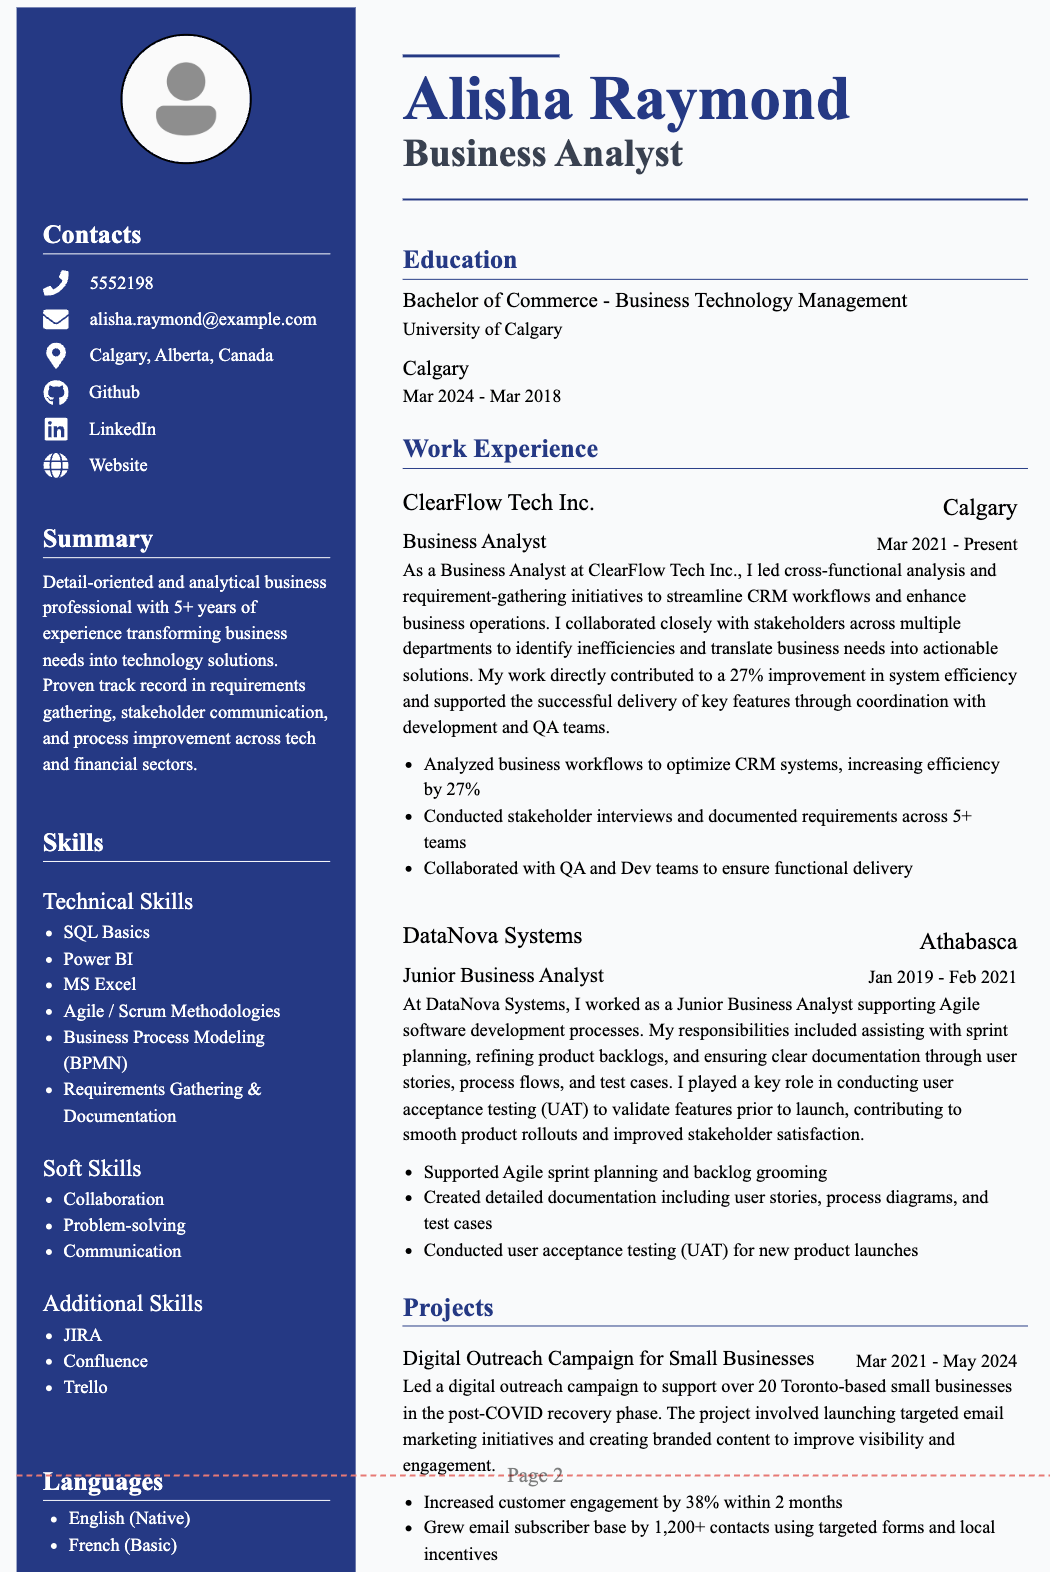 Contacts
5552198
alisha.raymond@example.com
Calgary, Alberta, Canada
Github
LinkedIn
Website
Summary
Detail-oriented and analytical business
professional with 5+ years of
experience transforming business
needs into technology solutions.
Proven track record in requirements
gathering, stakeholder communication,
and process improvement across tech
and financial sectors.
Skills
Technical Skills
• SQL Basics
• Power BI
• MS Excel
• Agile / Scrum Methodologies
• Business Process Modeling
(BPMN)
• Requirements Gathering &
Documentation
Soft Skills
• Collaboration
• Problem-solving
• Communication
Additional Skills
• JIRA
• Confluence
• Trello
Languages
• English (Native)
• French (Basic)
Alisha Raymond
Business Analyst
Education
Bachelor of Commerce - Business Technology Management
University of Calgary
Calgary
Mar 2024 - Mar 2018
Work Experience
ClearFlow Tech Inc. Calgary
Business Analyst Mar 2021 - Present
As a Business Analyst at ClearFlow Tech Inc., I led cross-functional analysis and
requirement-gathering initiatives to streamline CRM workflows and enhance
business operations. I collaborated closely with stakeholders across multiple
departments to identify inefficiencies and translate business needs into actionable
solutions. My work directly contributed to a 27% improvement in system efficiency
and supported the successful delivery of key features through coordination with
development and QA teams.
• Analyzed business workflows to optimize CRM systems, increasing efficiency
by 27%
• Conducted stakeholder interviews and documented requirements across 5+
teams
• Collaborated with QA and Dev teams to ensure functional delivery
DataNova Systems Athabasca
Junior Business Analyst Jan 2019 - Feb 2021
At DataNova Systems, I worked as a Junior Business Analyst supporting Agile
software development processes. My responsibilities included assisting with sprint
planning, refining product backlogs, and ensuring clear documentation through user
stories, process flows, and test cases. I played a key role in conducting user
acceptance testing (UAT) to validate features prior to launch, contributing to
smooth product rollouts and improved stakeholder satisfaction.
• Supported Agile sprint planning and backlog grooming
• Created detailed documentation including user stories, process diagrams, and
test cases
• Conducted user acceptance testing (UAT) for new product launches
Projects
Digital Outreach Campaign for Small Businesses Mar 2021 - May 2024
Led a digital outreach campaign to support over 20 Toronto-based small businesses
in the post-COVID recovery phase. The project involved launching targeted email
marketing initiatives and creating branded content to improve visibility and
engagement.
Page 2
• Increased customer engagement by 38% within 2 months
• Grew email subscriber base by 1,200+ contacts using targeted forms and local
incentives